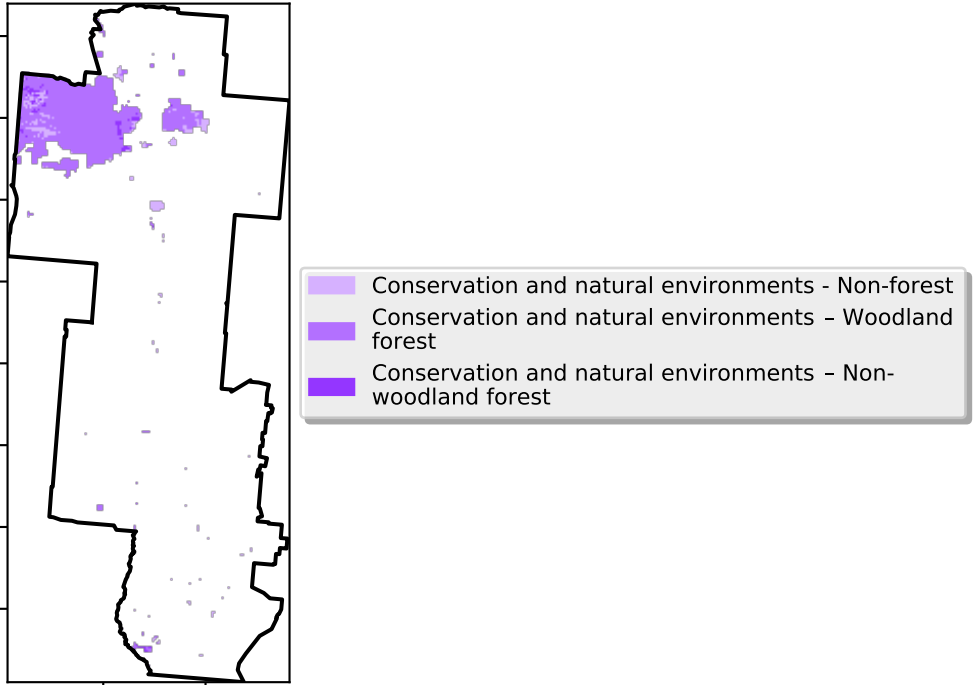 Conservation and natural environments - Non-forest
Conservation and natural environments – Woodland
forest
Conservation and natural environments – Non-
woodland forest